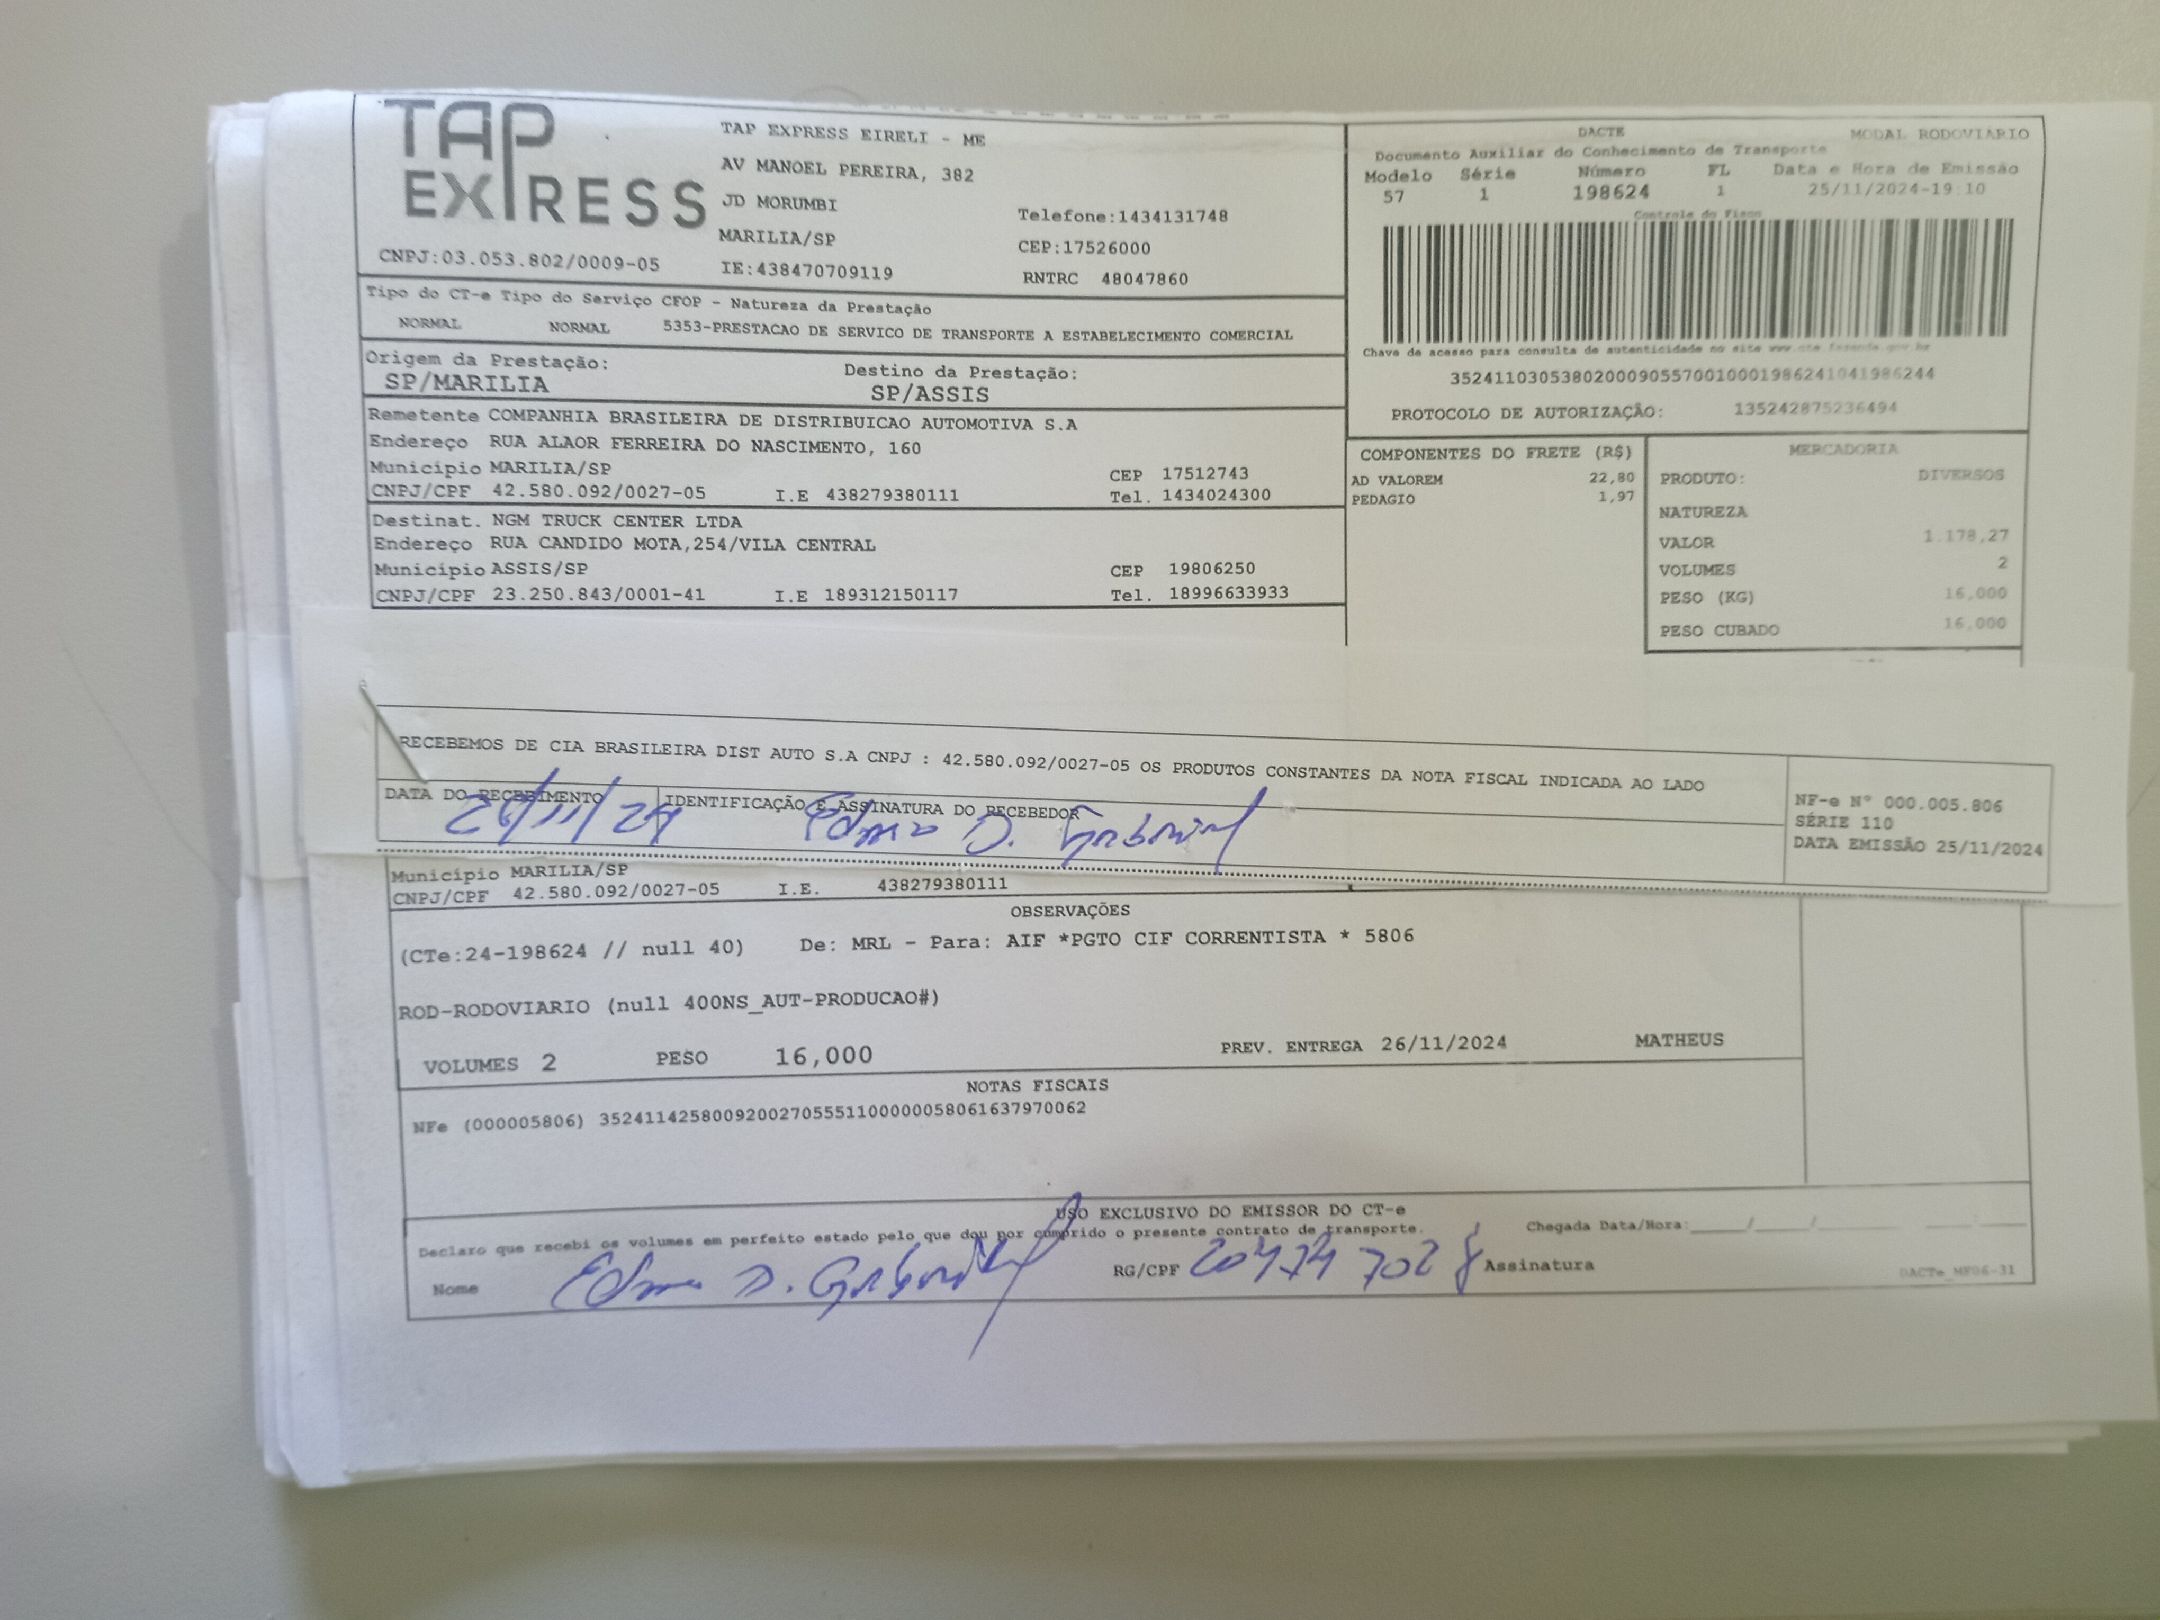 TAP
EXPRESS
CNPJ:03.053.802/0009-05
TAP EXPRESS EIRELI - ME
AV MANOEL PEREIRA, 382
JD MORUMBI
MARILIA/SP
IE:438470709119
Telefone:1434131748
CEP:17526000
RNTRC 48047860
DACTE MODAL RODOVIÁRIO
Documento Auxiliar do Conhecimento de Transporte
Modelo Série Número FL Data e Hora de Emissão
57 1 198624 1 25/11/2024-19:10
Controle do Fisco
Chave de acesso para consulta de autenticidade no site www.cte.fazenda.gov.br
35241103053802000905570010001986241041986244
PROTOCOLO DE AUTORIZAÇÃO: 135242875236494
Tipo do CT-e Tipo do Serviço CFOP - Natureza da Prestação
NORMAL NORMAL 5353-PRESTACAO DE SERVICO DE TRANSPORTE A ESTABELECIMENTO COMERCIAL
Origem da Prestação: Destino da Prestação:
SP/MARILIA SP/ASSIS
Remetente COMPANHIA BRASILEIRA DE DISTRIBUICAO AUTOMOTIVA S.A
Endereço RUA ALAOR FERREIRA DO NASCIMENTO, 160
Município MARILIA/SP CEP 17512743
CNPJ/CPF 42.580.092/0027-05 I.E 438279380111 Tel. 1434024300
Destinat. NGM TRUCK CENTER LTDA
Endereço RUA CANDIDO MOTA,254/VILA CENTRAL
Município ASSIS/SP CEP 19806250
CNPJ/CPF 23.250.843/0001-41 I.E 189312150117 Tel. 18996633933
COMPONENTES DO FRETE (R$)
AD VALOREM 22,80
PEDAGIO 1,97
MERCADORIA
PRODUTO: DIVERSOS
NATUREZA
VALOR 1.178,27
VOLUMES 2
PESO (KG) 16,000
PESO CUBADO 16,000
RECEBEMOS DE CIA BRASILEIRA DIST AUTO S.A CNPJ : 42.580.092/0027-05 OS PRODUTOS CONSTANTES DA NOTA FISCAL INDICADA AO LADO
DATA DO RECEBIMENTO IDENTIFICAÇÃO E ASSINATURA DO RECEBEDOR
26/11/24 Edma D. Gabriel
NF-e Nº 000.005.806
SÉRIE 110
DATA EMISSÃO 25/11/2024
Município MARILIA/SP
CNPJ/CPF 42.580.092/0027-05 I.E. 438279380111
OBSERVAÇÕES
(CTe:24-198624 // null 40) De: MRL - Para: AIF *PGTO CIF CORRENTISTA * 5806
ROD-RODOVIARIO (null 400NS_AUT-PRODUCAO#)
VOLUMES 2 PESO 16,000 PREV. ENTREGA 26/11/2024 MATHEUS
NOTAS FISCAIS
NFe (000005806) 35241142580092002705551100000058061637970062
USO EXCLUSIVO DO EMISSOR DO CT-e
Declaro que recebi os volumes em perfeito estado pelo que dou por cumprido o presente contrato de transporte. Chegada Data/Hora:____/____/____ ____:____
Nome RG/CPF Assinatura
DACTe_MF06-31